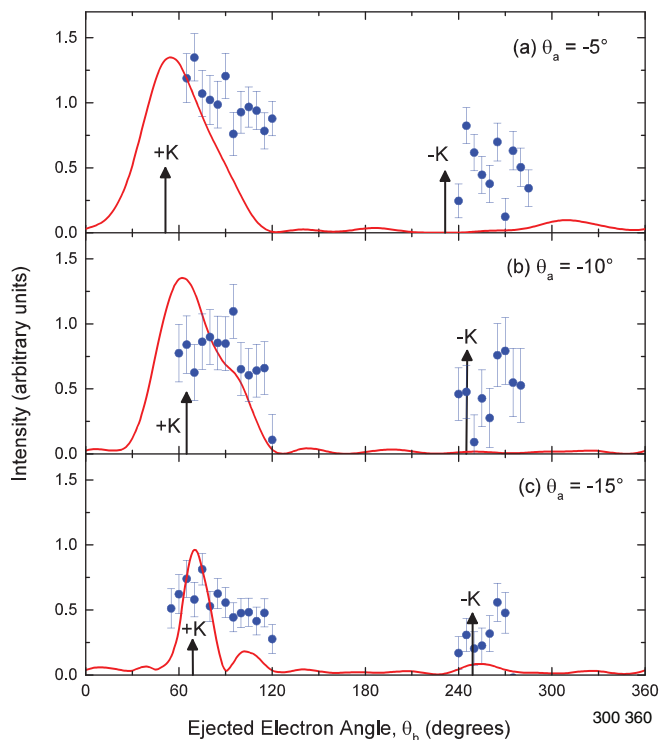 1.5
(a) θa = -5°
1.0
+K
-K
0.5
0.0
1.5
(b) θa = -10°
1.0
-K
0.5
+K
0.0
Intensity (arbitrary units)
1.5
(c) θa = -15°
1.0
-K
0.5
+K
0.0
0 60 120 180 240 300 360
Ejected Electron Angle, θb (degrees)
300 360